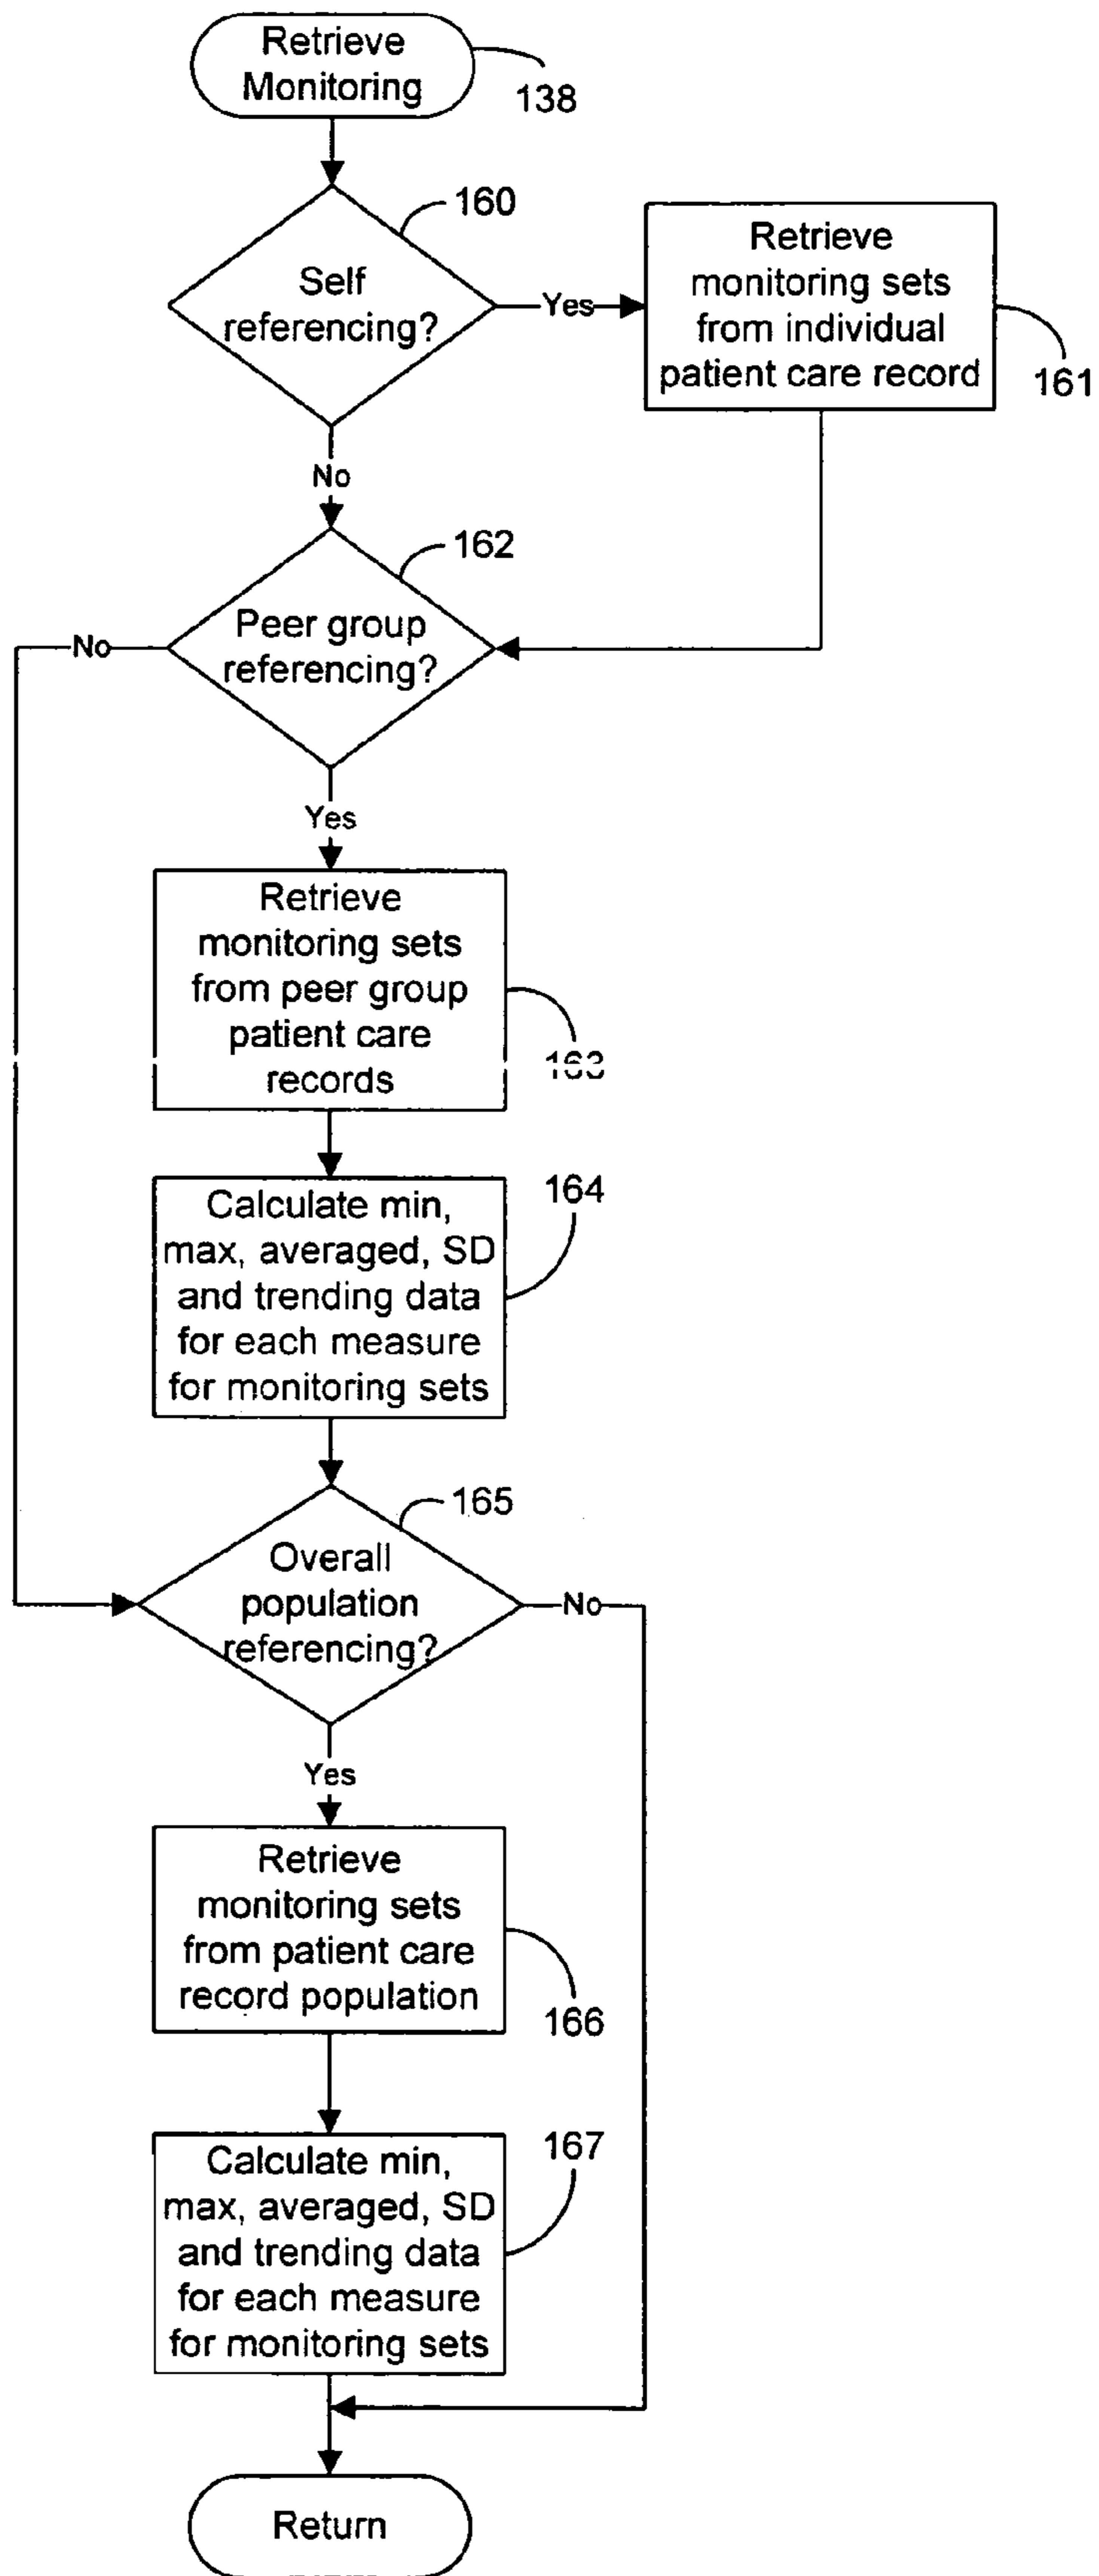 Retrieve
Monitoring
138
160
Self
referencing?
Yes
Retrieve
monitoring sets
from individual
patient care record
161
No
162
Peer group
referencing?
No
Yes
Retrieve
monitoring sets
from peer group
patient care
records
163
Calculate min,
max, averaged, SD
and trending data
for each measure
for monitoring sets
164
165
Overall
population
referencing?
No
Yes
Retrieve
monitoring sets
from patient care
record population
166
Calculate min,
max, averaged, SD
and trending data
for each measure
for monitoring sets
167
Return